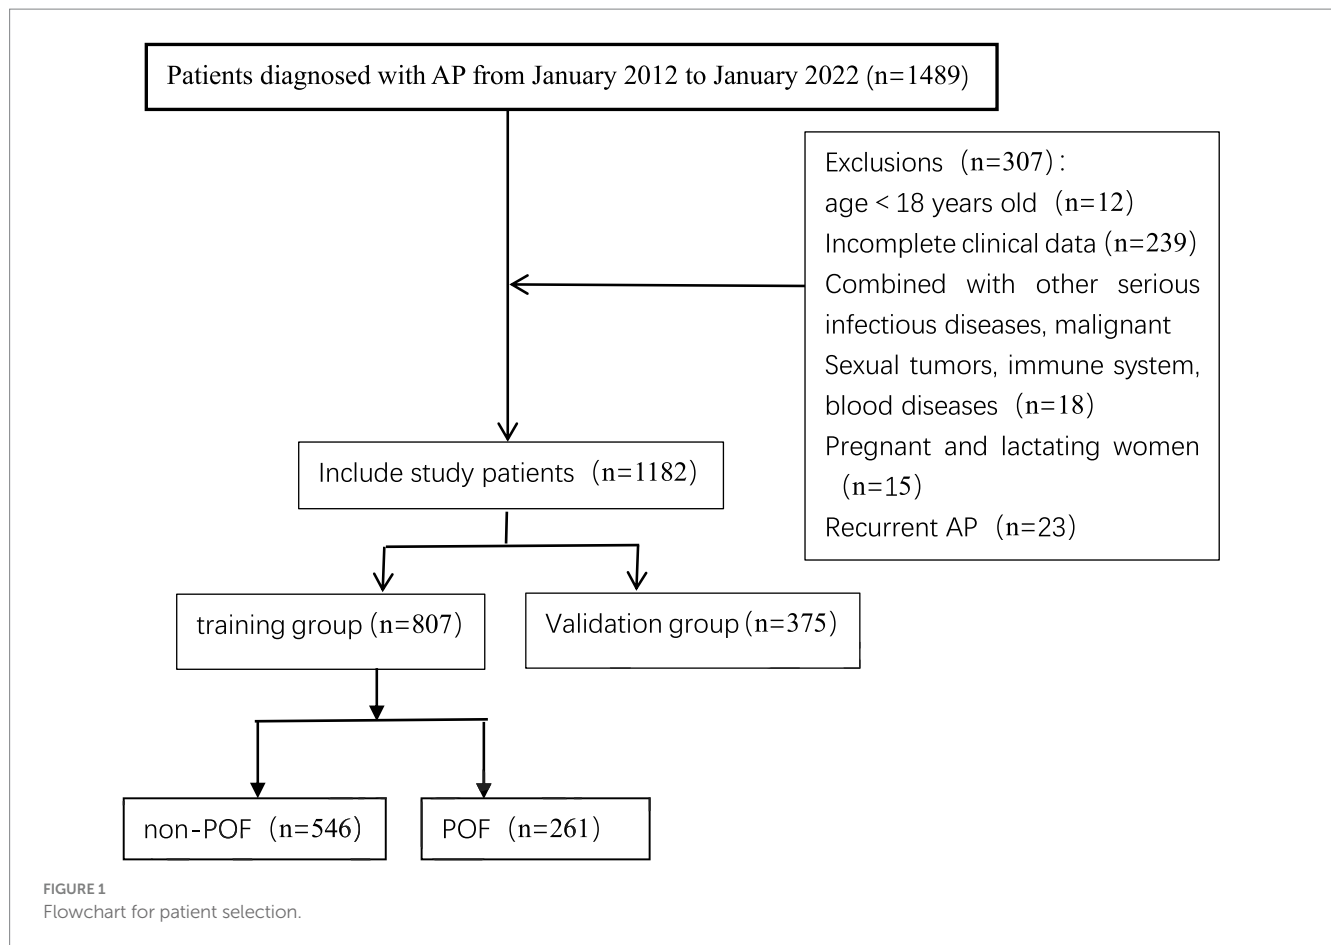 Patients diagnosed with AP from January 2012 to January 2022 (n=1489)
Exclusions (n=307):
age < 18 years old (n=12)
Incomplete clinical data (n=239)
Combined with other serious
infectious diseases, malignant
Sexual tumors, immune system,
blood diseases (n=18)
Pregnant and lactating women
(n=15)
Recurrent AP (n=23)
Include study patients (n=1182)
training group (n=807)
Validation group (n=375)
non-POF (n=546)
POF (n=261)
FIGURE 1
Flowchart for patient selection.